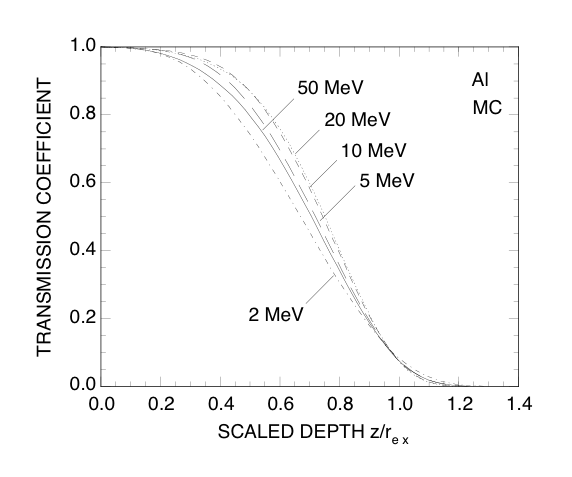 1.0
0.8
0.6
0.4
0.2
0.0
TRANSMISSION COEFFICIENT
Al
MC
50 MeV
20 MeV
10 MeV
5 MeV
2 MeV
0.0 0.2 0.4 0.6 0.8 1.0 1.2 1.4
SCALED DEPTH z/r e x